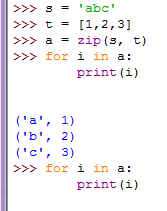 >>> s = 'abc'
>>> t = [1,2,3]
>>> a = zip(s, t)
>>> for i in a:
        print(i)
('a', 1)
('b', 2)
('c', 3)
>>> for i in a:
        print(i)